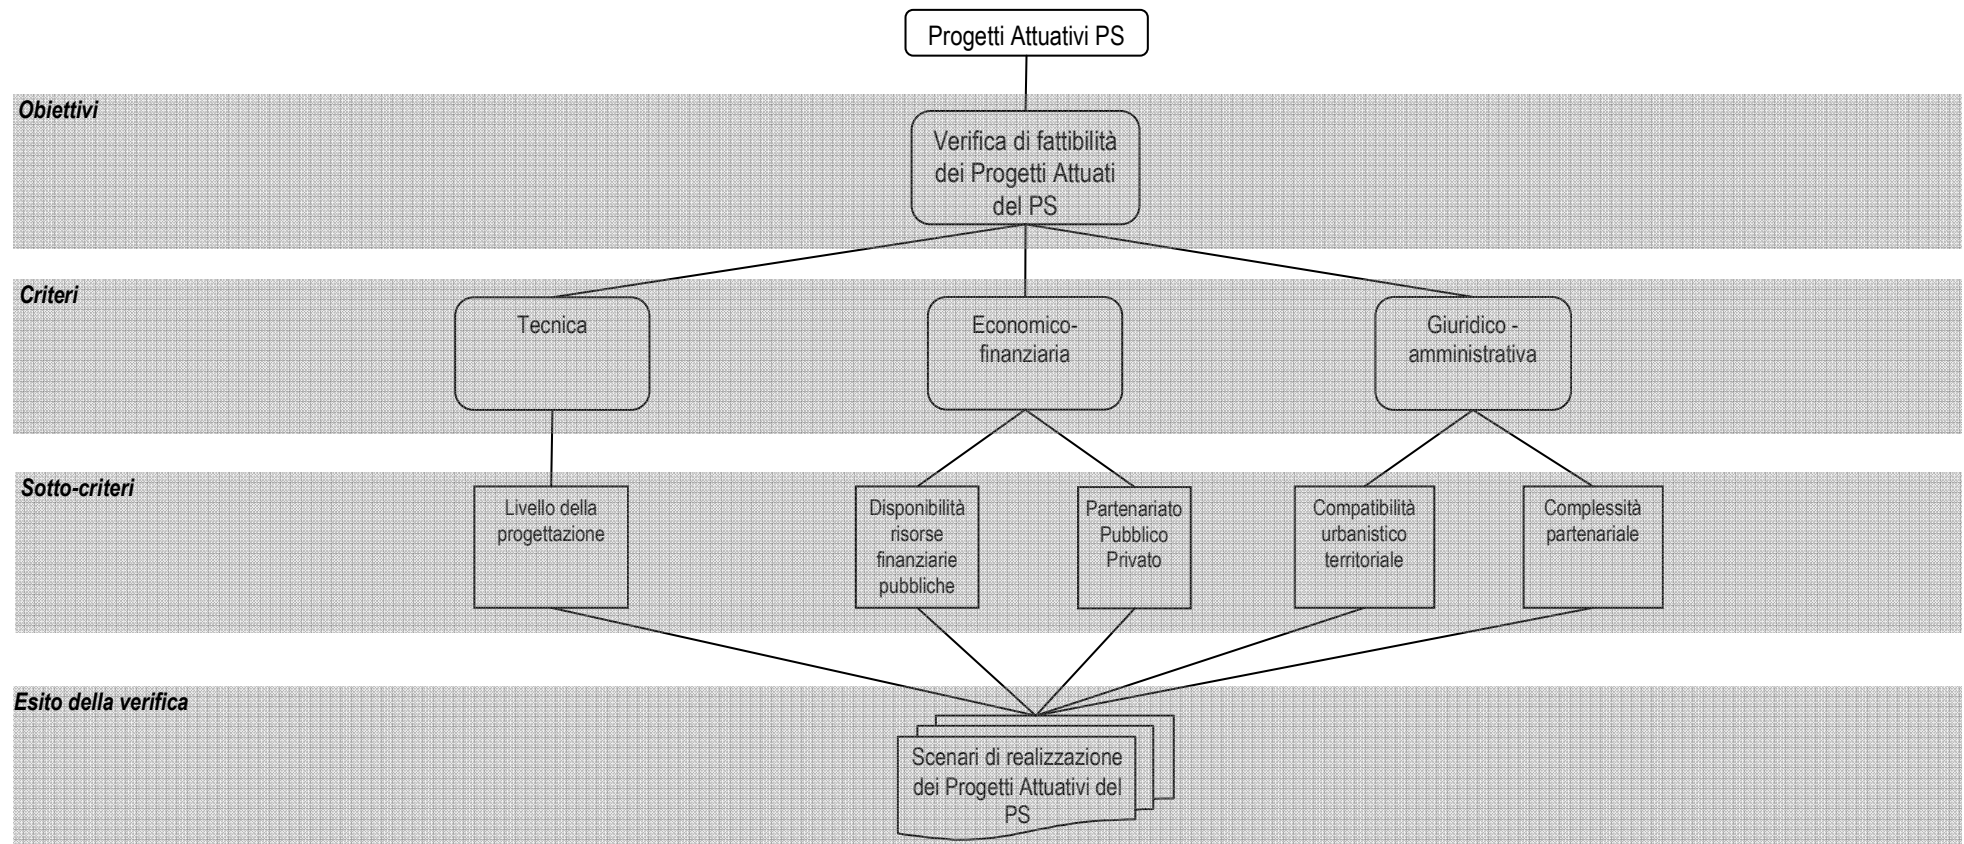 Progetti Attuativi PS
Obiettivi
Verifica di fattibilità
dei Progetti Attuati
del PS
Criteri
Tecnica
Economico-
finanziaria
Giuridico -
amministrativa
Sotto-criteri
Livello della
progettazione
Disponibilità
risorse
finanziarie
pubbliche
Partenariato
Pubblico
Privato
Compatibilità
urbanistico
territoriale
Complessità
partenariale
Esito della verifica
Scenari di realizzazione
dei Progetti Attuativi del
PS